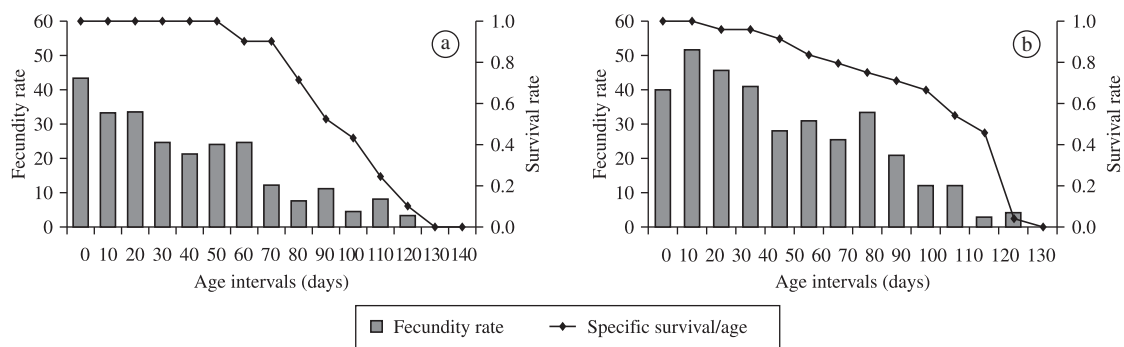 60
50
40
30
20
10
0
Fecundity rate
1.0
0.8
0.6
0.4
0.2
0.0
Survival rate
a
0 10 20 30 40 50 60 70 80 90 100 110 120 130 140
Age intervals (days)
60
50
40
30
20
10
0
Fecundity rate
1.0
0.8
0.6
0.4
0.2
0.0
Survival rate
b
0 10 20 30 40 50 60 70 80 90 100 110 120 130
Age intervals (days)
Fecundity rate
Specific survival/age